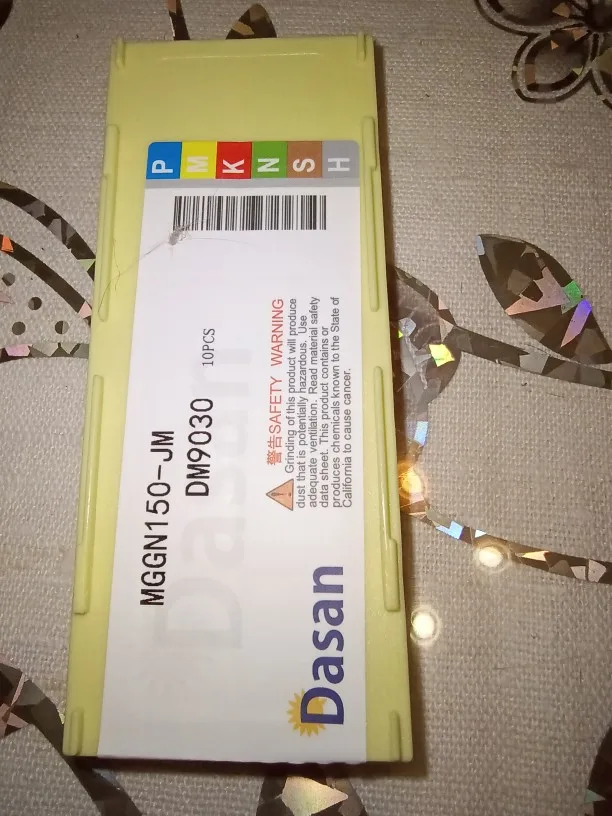 P M K N S H
MGGN150-JM
DM9030 10PCS
警告SAFETY WARNING
Grinding of this product will produce
dust that is potentially hazardous. Use
adequate ventilation. Read material safety
data sheet. This product contains or
produces chemicals known to the State of
California to cause cancer.
Dasan
Dasan